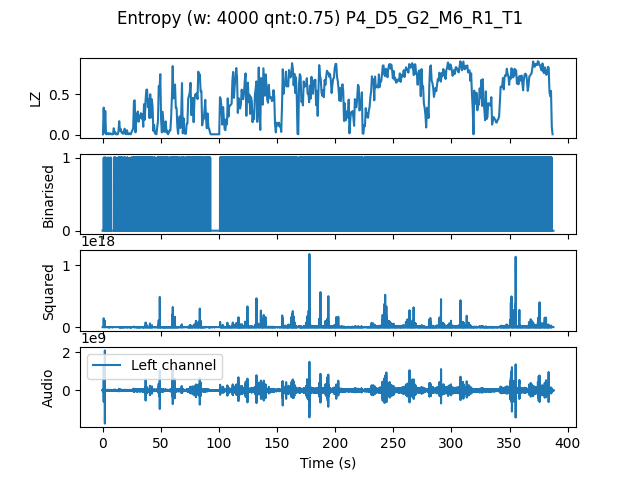 Entropy (w: 4000 qnt:0.75) P4_D5_G2_M6_R1_T1
LZ
0.5
0.0
Binarised
1
0
1e18
Squared
1
0
1e9
Audio
2
0
Left channel
0 50 100 150 200 250 300 350 400
Time (s)